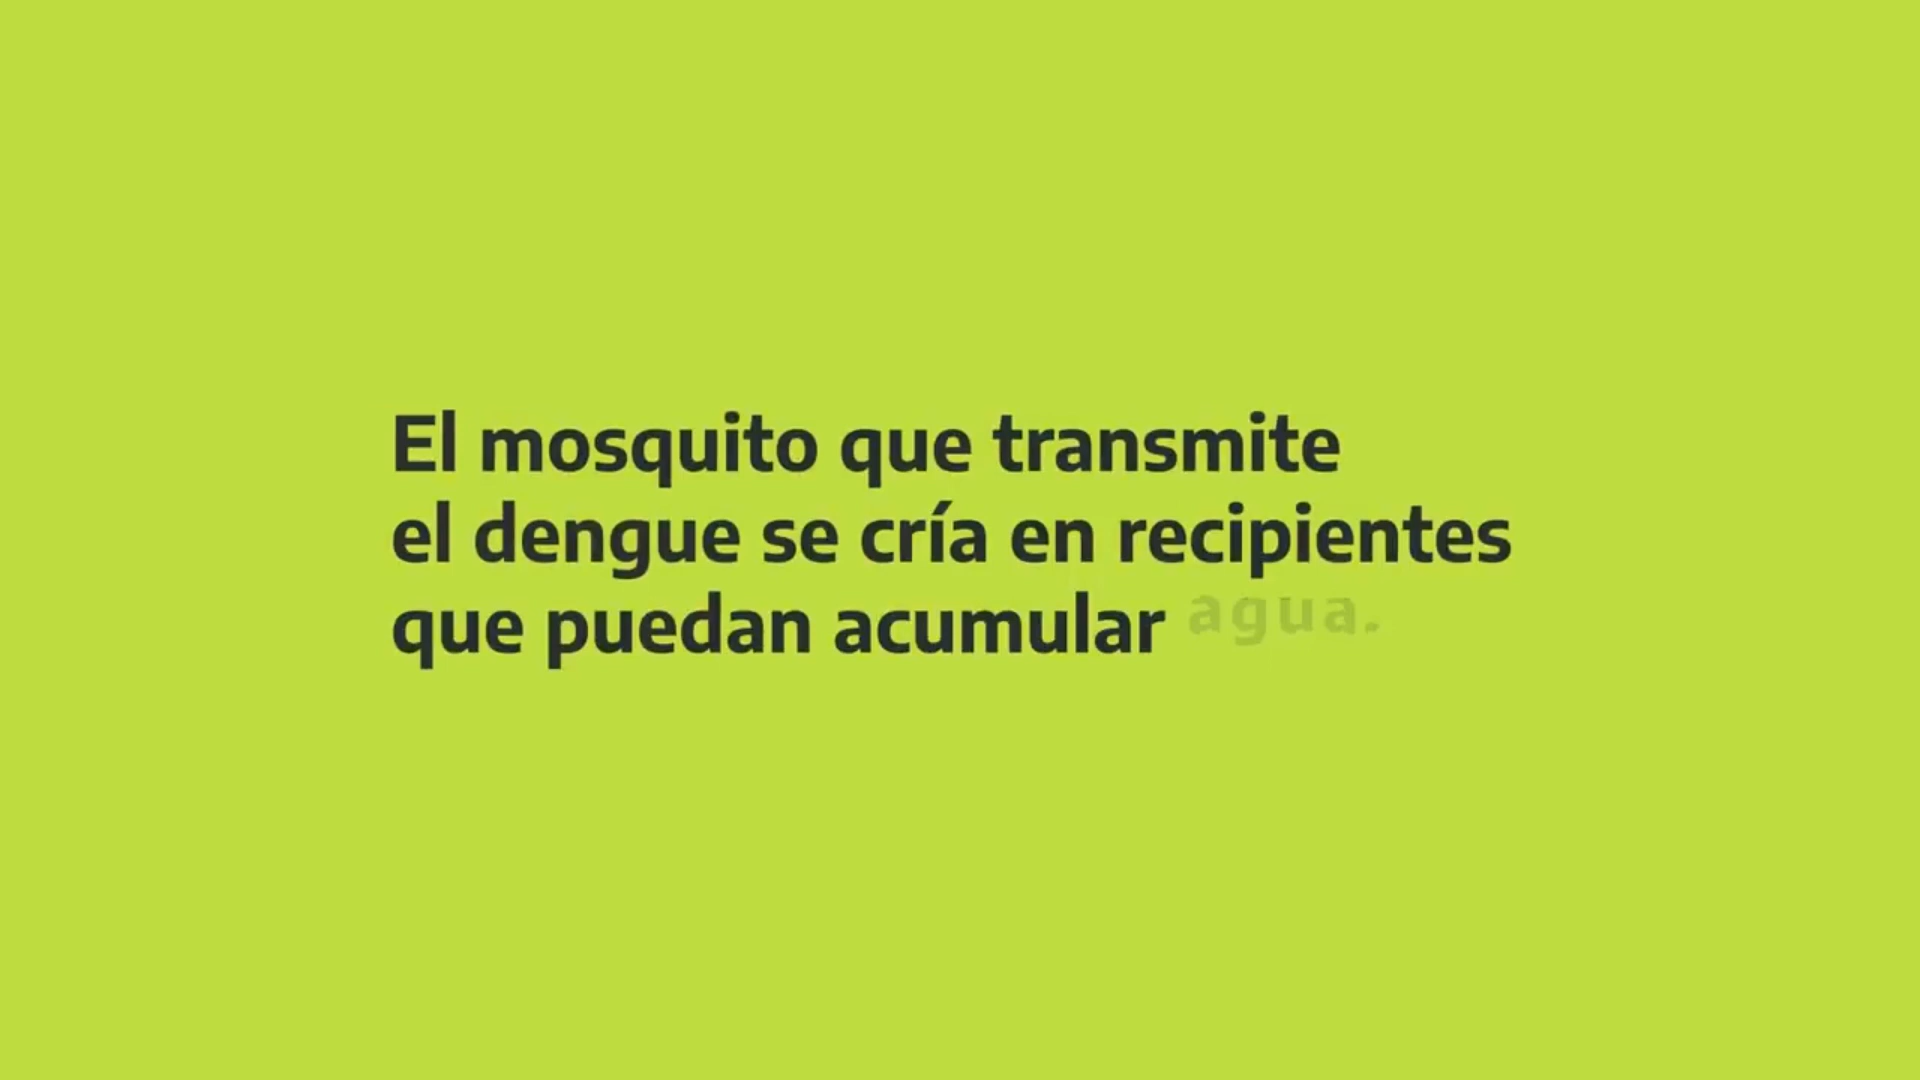 El mosquito que transmite
el dengue se cría en recipientes
que puedan acumular agua.